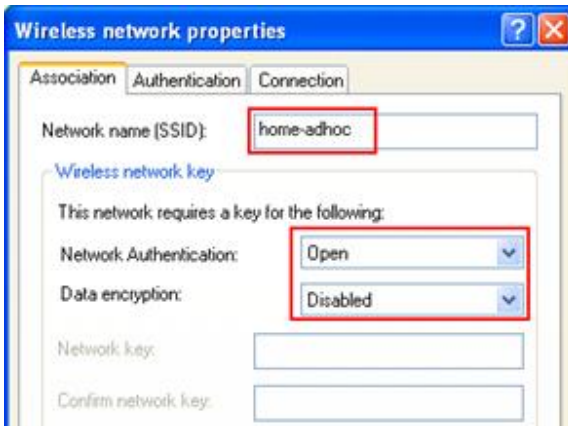 Wireless network properties
Association Authentication Connection
Network name (SSID): home-adhoc
Wireless network key
This network requires a key for the following:
Network Authentication: Open
Data encryption: Disabled
Network key:
Confirm network key: